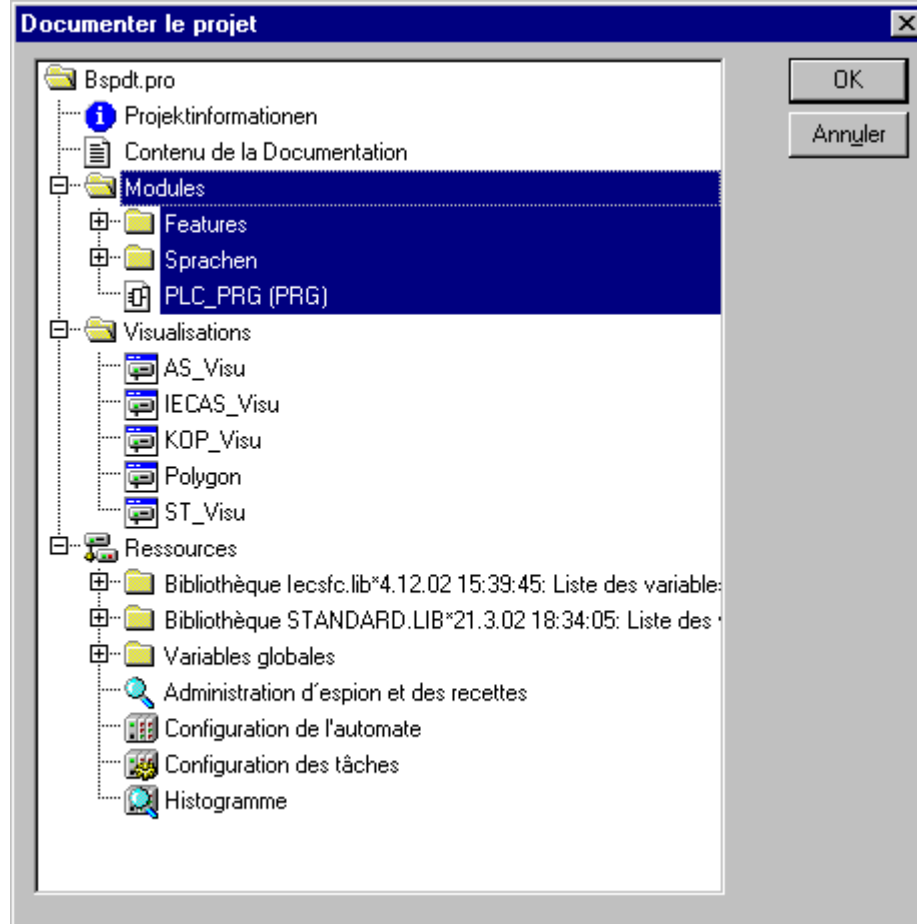 Documenter le projet
OK
Annuler
Bspdt.pro
Projektinformationen
Contenu de la Documentation
Modules
Features
Sprachen
PLC_PRG (PRG)
Visualisations
AS_Visu
IECAS_Visu
KOP_Visu
Polygon
ST_Visu
Ressources
Bibliothèque Iecsfc.lib*4.12.02 15:39:45: Liste des variable
Bibliothèque STANDARD.LIB*21.3.02 18:34:05: Liste des
Variables globales
Administration d´espion et des recettes
Configuration de l'automate
Configuration des tâches
Histogramme